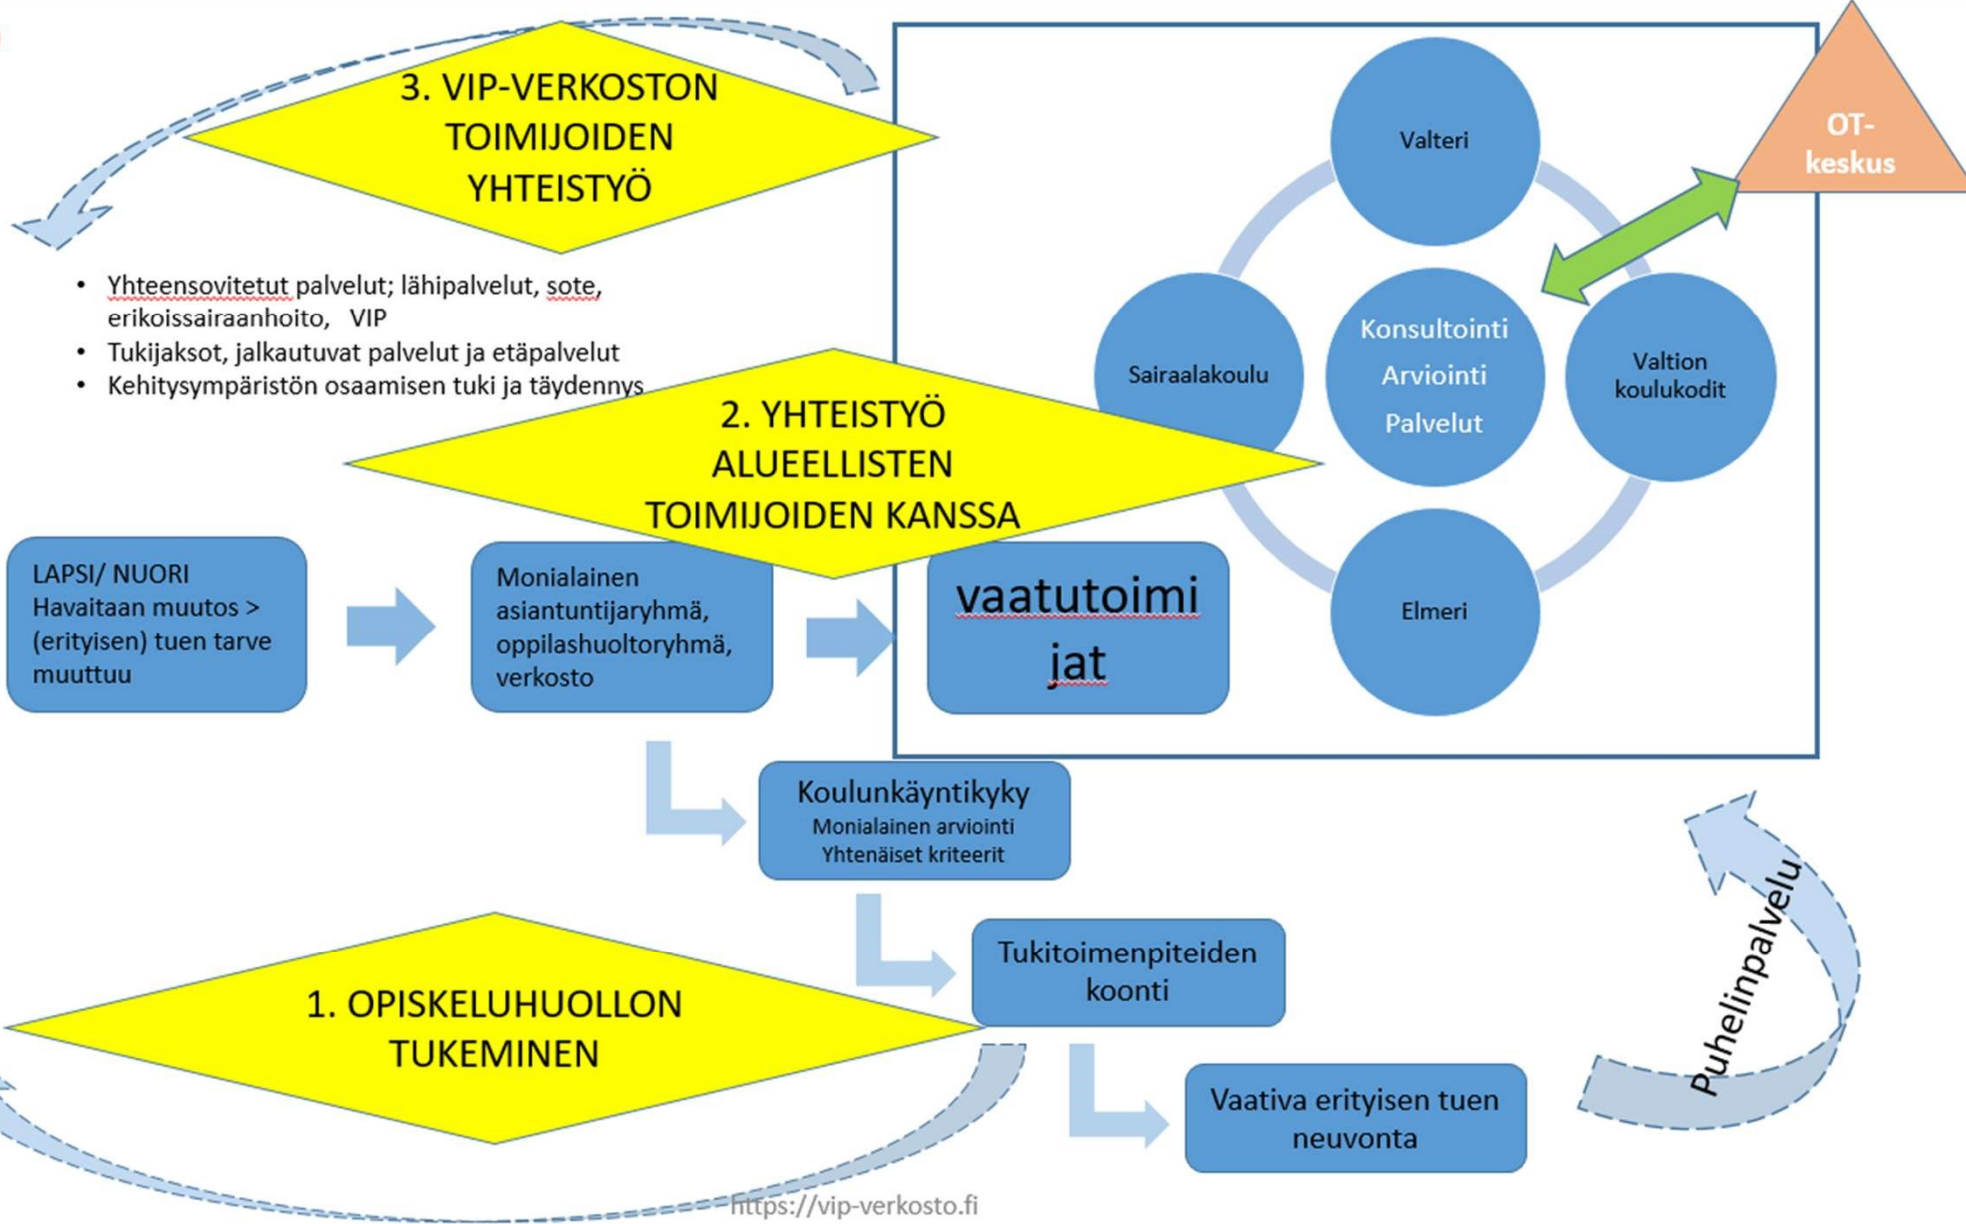 3. VIP-VERKOSTON
TOIMIJOIDEN
YHTEISTYÖ
Valteri
OT-
keskus
• Yhteensovitetut palvelut; lähipalvelut, sote,
erikoissairaanhoito, VIP
• Tukijaksot, jalkautuvat palvelut ja etäpalvelut
• Kehitysympäristön osaamisen tuki ja täydennys
Sairaalakoulu
Konsultointi
Arviointi
Palvelut
Valtion
koulukodit
2. YHTEISTYÖ
ALUEELLISTEN
TOIMIJOIDEN KANSSA
Elmeri
LAPSI/ NUORI
Havaitaan muutos >
(erityisen) tuen tarve
muuttuu
Monialainen
asiantuntijaryhmä,
oppilashuoltoryhmä,
verkosto
vaatutoimi
jat
Koulunkäyntikyky
Monialainen arviointi
Yhtenäiset kriteerit
Tukitoimenpiteiden
koonti
1. OPISKELUHUOLLON
TUKEMINEN
Vaativa erityisen tuen
neuvonta
Puhelinpalvelu
https://vip-verkosto.fi